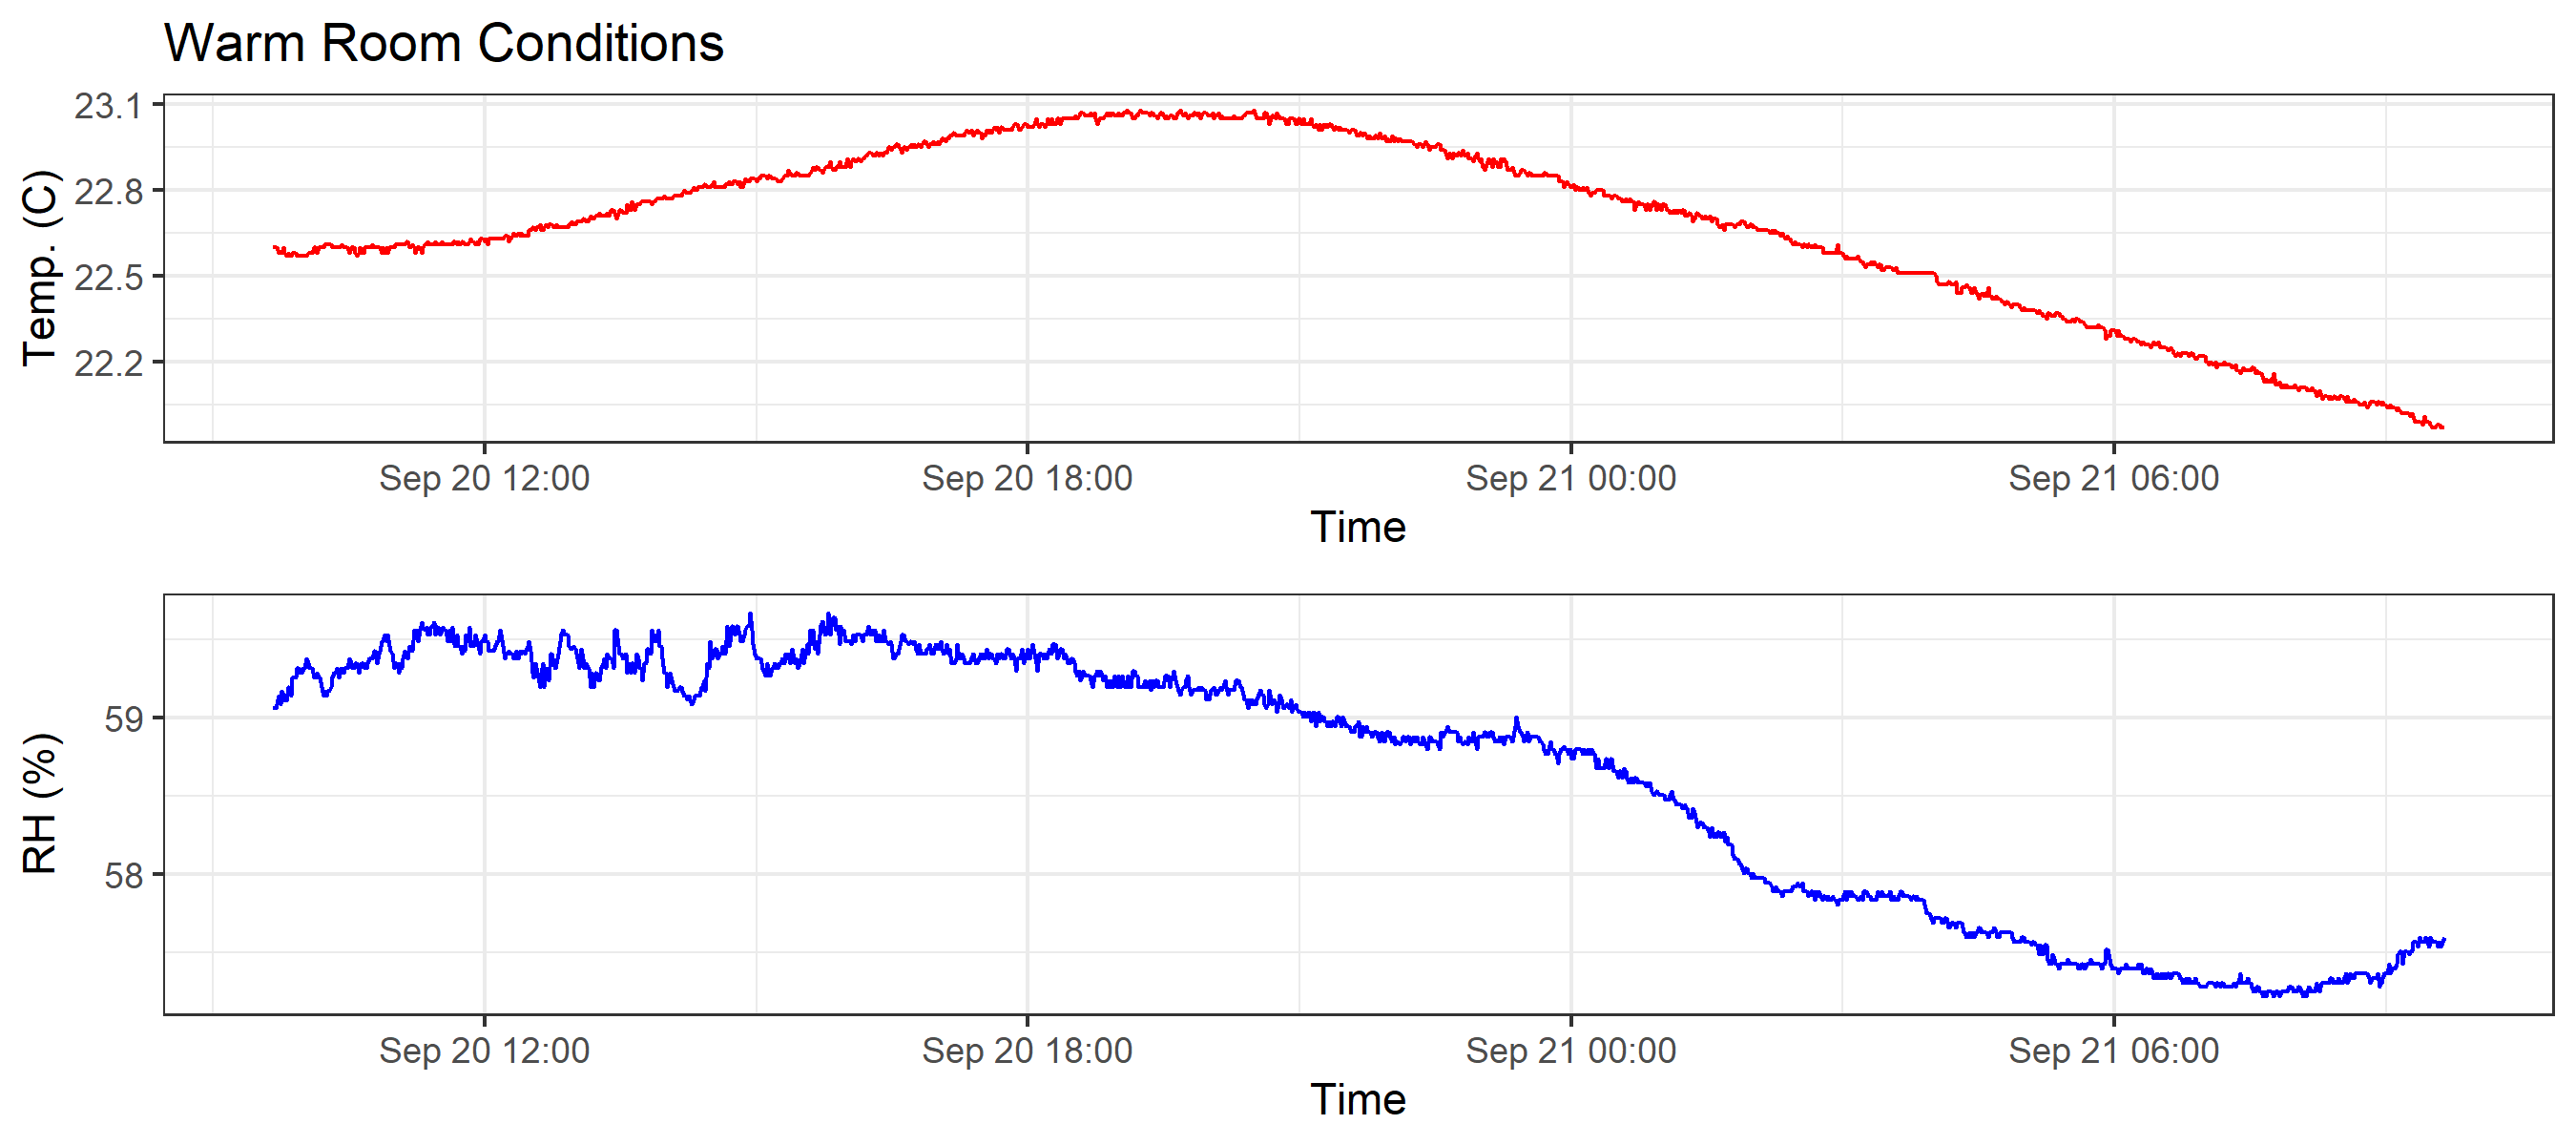 Warm Room Conditions
Temp. (C)
23.1
22.8
22.5
22.2
Sep 20 12:00 Sep 20 18:00 Sep 21 00:00 Sep 21 06:00
Time
RH (%)
59
58
Sep 20 12:00 Sep 20 18:00 Sep 21 00:00 Sep 21 06:00
Time